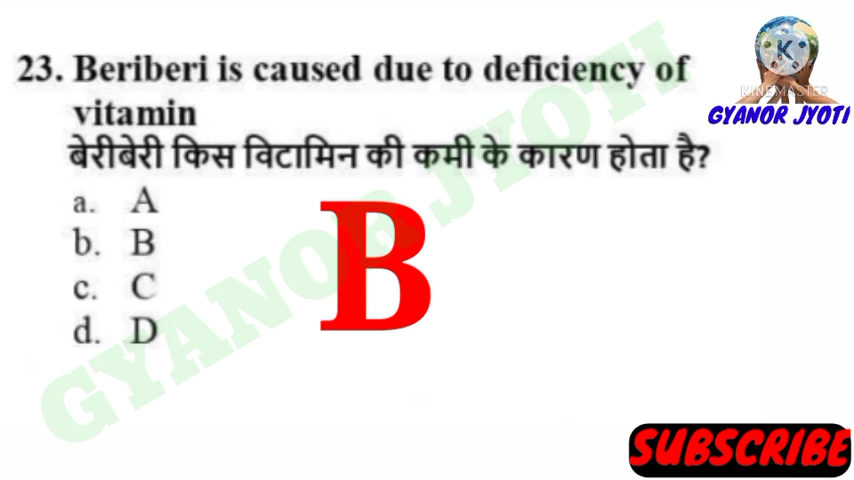 23. Beriberi is caused due to deficiency of
vitamin
बेरीबेरी किस विटामिन की कमी के कारण होता है?
a. A
b. B
c. C
d. D
B
GYANOR JYOTI
K
KINEMASTER
GYANOR JYOTI
SUBSCRIBE